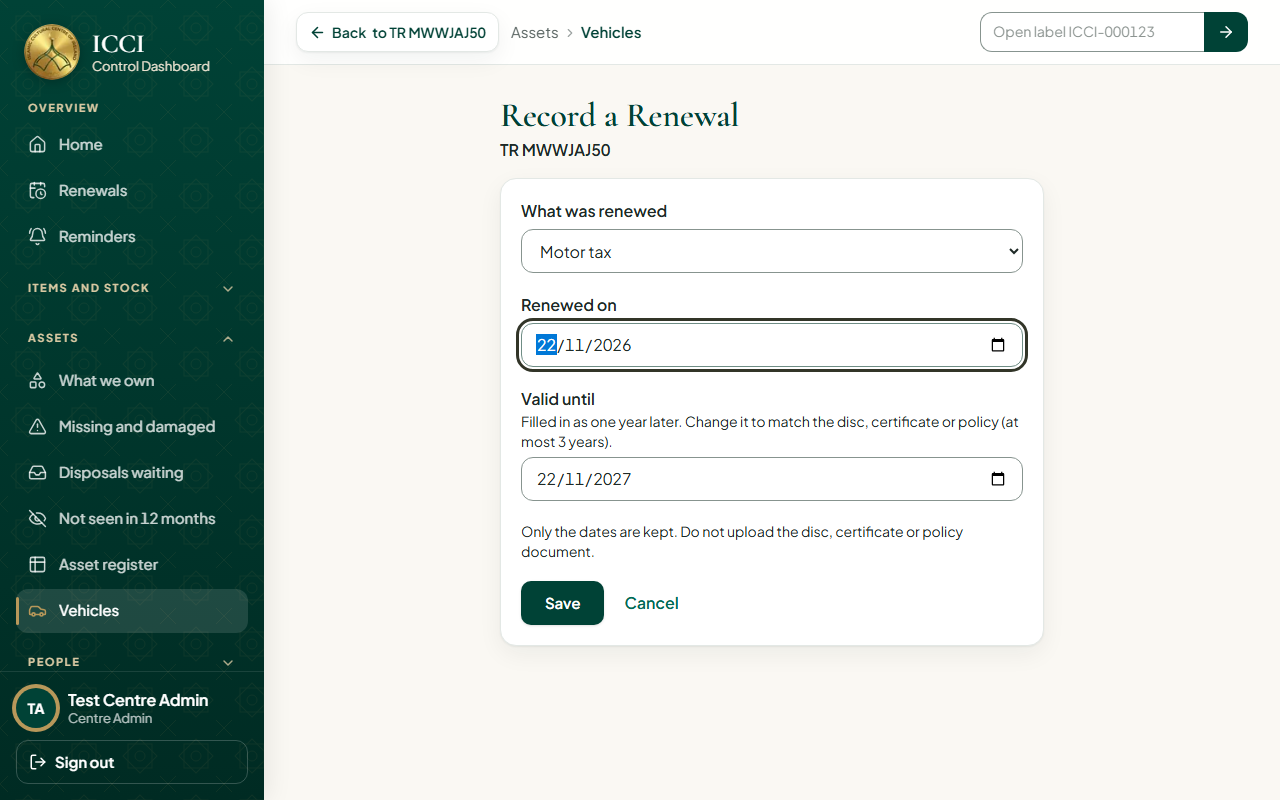 ICCI
Control Dashboard
OVERVIEW
Home
Renewals
Reminders
ITEMS AND STOCK
ASSETS
What we own
Missing and damaged
Disposals waiting
Not seen in 12 months
Asset register
Vehicles
PEOPLE
TA
Test Centre Admin
Centre Admin
Sign out
Back to TR MWWJAJ50
Assets
Vehicles
Open label ICCI-000123
Record a Renewal
TR MWWJAJ50
What was renewed
Motor tax
Renewed on
22/11/2026
Valid until
Filled in as one year later. Change it to match the disc, certificate or policy (at
most 3 years).
22/11/2027
Only the dates are kept. Do not upload the disc, certificate or policy
document.
Save
Cancel